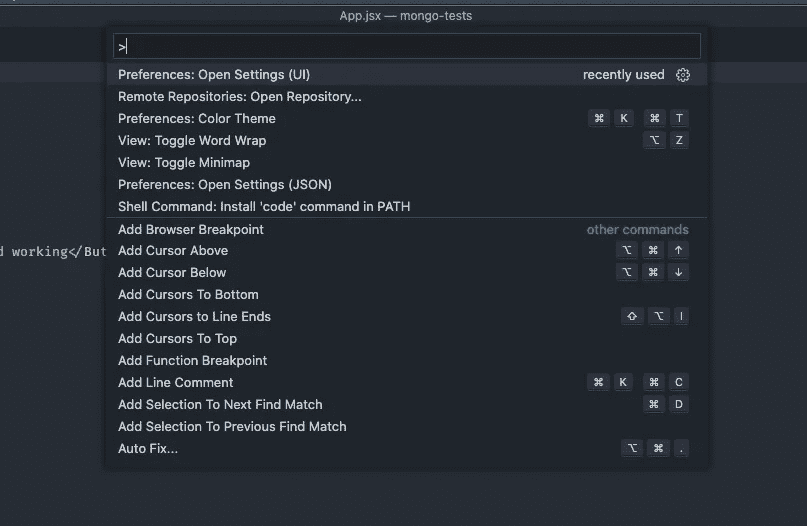 App.jsx — mongo-tests
>
Preferences: Open Settings (UI) recently used
Remote Repositories: Open Repository...
Preferences: Color Theme ⌘ K ⌘ T
View: Toggle Word Wrap ⌥ Z
View: Toggle Minimap
Preferences: Open Settings (JSON)
Shell Command: Install 'code' command in PATH
Add Browser Breakpoint other commands
d working</But
Add Cursor Above ⌥ ⌘ ↑
Add Cursor Below ⌥ ⌘ ↓
Add Cursors To Bottom
Add Cursors to Line Ends ⇧ ⌥ I
Add Cursors To Top
Add Function Breakpoint
Add Line Comment ⌘ K ⌘ C
Add Selection To Next Find Match ⌘ D
Add Selection To Previous Find Match
Auto Fix... ⌥ ⌘ .